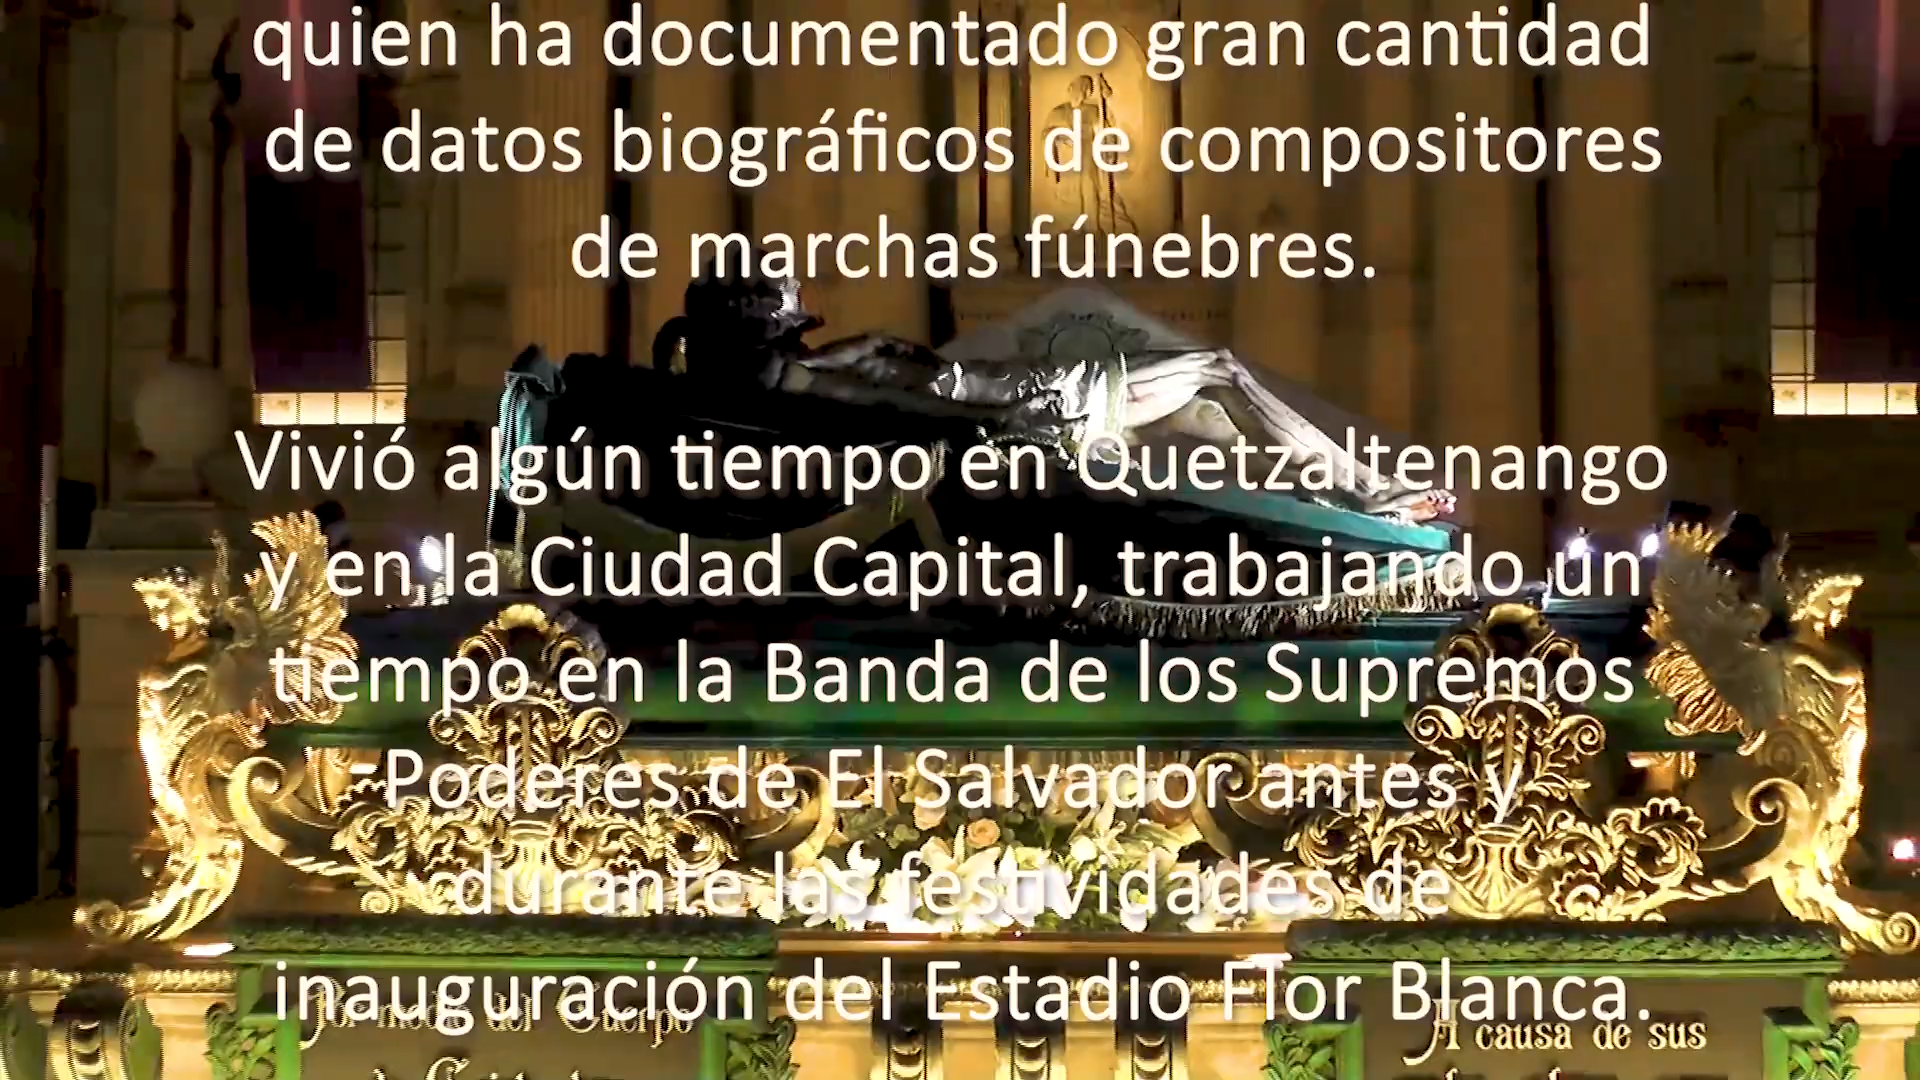 quien ha documentado gran cantidad
de datos biográficos de compositores
de marchas fúnebres.
Vivió algún tiempo en Quetzaltenango
y en la Ciudad Capital, trabajando un
tiempo en la Banda de los Supremos
Poderes de El Salvador antes y
durante las festividades de
inauguración del Estadio Flor Blanca.
del Cuerpo
A causa de sus